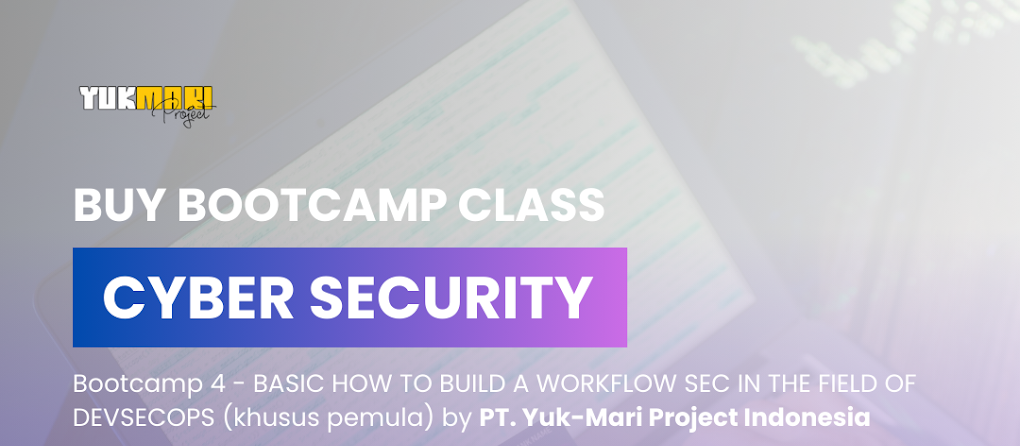 YUKMARI
Project
BUY BOOTCAMP CLASS
CYBER SECURITY
Bootcamp 4 - BASIC HOW TO BUILD A WORKFLOW SEC IN THE FIELD OF
DEVSECOPS (khusus pemula) by PT. Yuk-Mari Project Indonesia